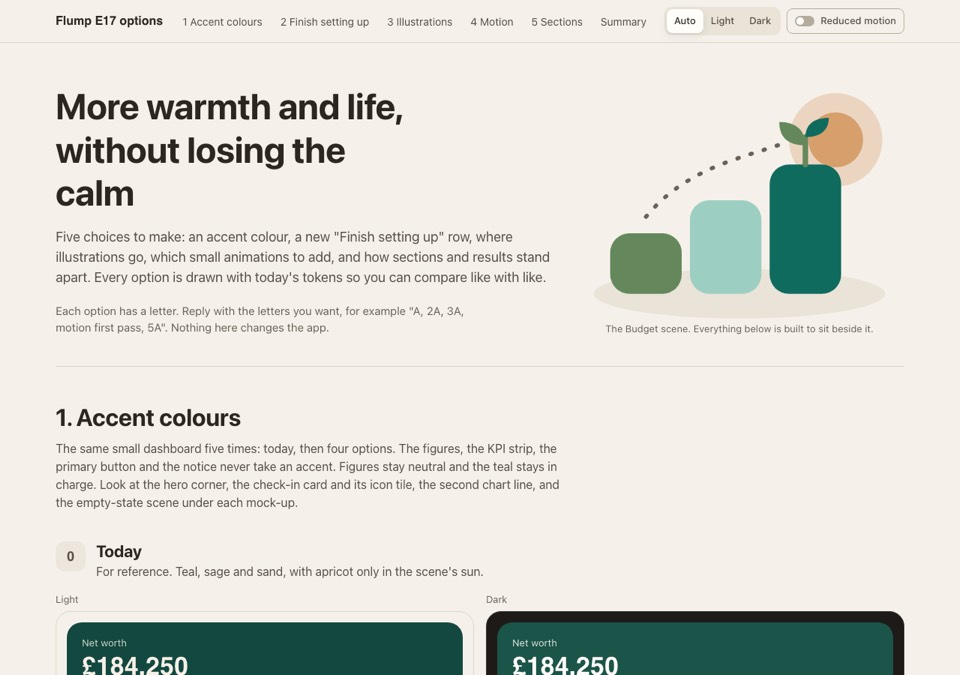 Flump E17 options
1 Accent colours
2 Finish setting up
3 Illustrations
4 Motion
5 Sections
Summary
Auto
Light
Dark
Reduced motion
More warmth and life,
without losing the
calm
Five choices to make: an accent colour, a new "Finish setting up" row, where
illustrations go, which small animations to add, and how sections and results stand
apart. Every option is drawn with today's tokens so you can compare like with like.
Each option has a letter. Reply with the letters you want, for example "A, 2A, 3A,
motion first pass, 5A". Nothing here changes the app.
The Budget scene. Everything below is built to sit beside it.
1. Accent colours
The same small dashboard five times: today, then four options. The figures, the KPI strip, the
primary button and the notice never take an accent. Figures stay neutral and the teal stays in
charge. Look at the hero corner, the check-in card and its icon tile, the second chart line, and
the empty-state scene under each mock-up.
0
Today
For reference. Teal, sage and sand, with apricot only in the scene's sun.
Light
Dark
Net worth
£184,250
Net worth
£184,250